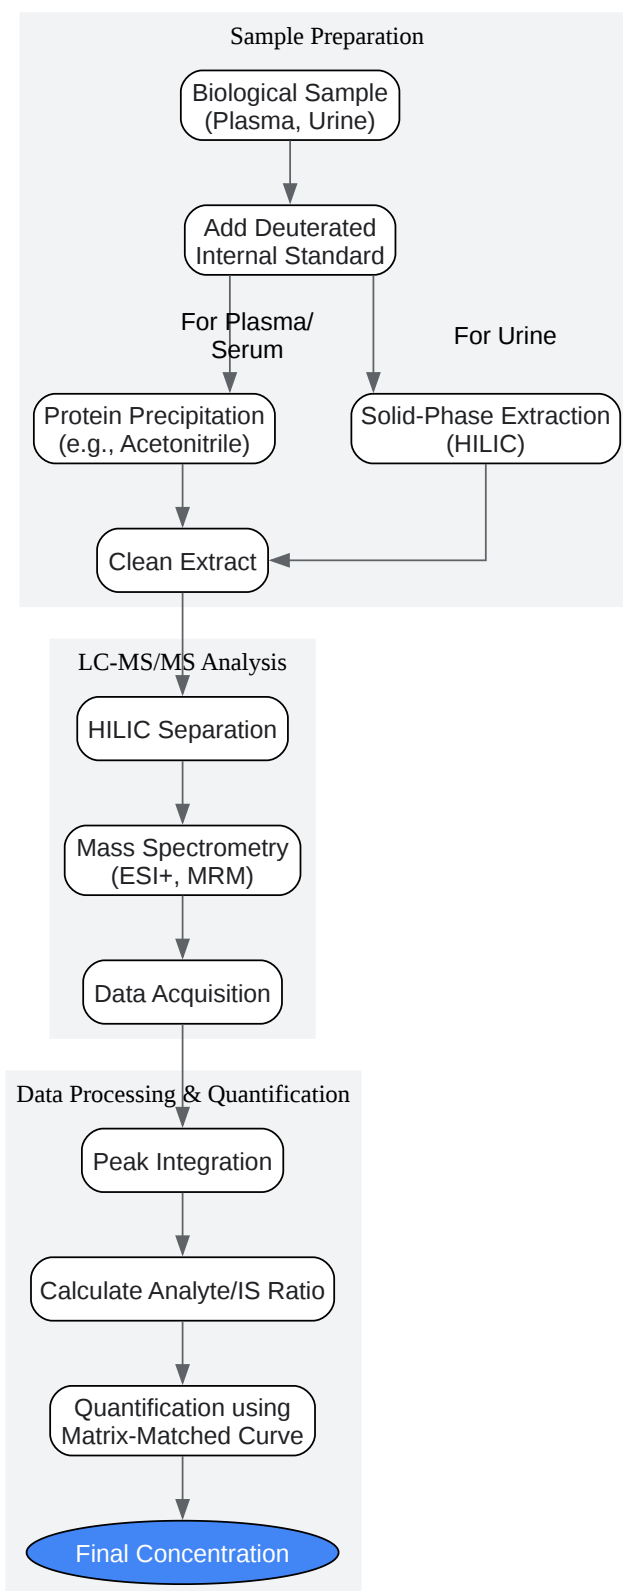 Sample Preparation
Biological Sample
(Plasma, Urine)
Add Deuterated
Internal Standard
For Plasma/
Serum
For Urine
Protein Precipitation
(e.g., Acetonitrile)
Solid-Phase Extraction
(HILIC)
Clean Extract
LC-MS/MS Analysis
HILIC Separation
Mass Spectrometry
(ESI+, MRM)
Data Acquisition
Data Processing & Quantification
Peak Integration
Calculate Analyte/IS Ratio
Quantification using
Matrix-Matched Curve
Final Concentration